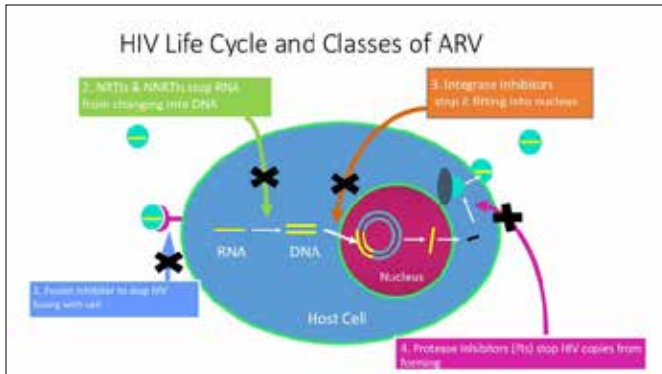 HIV Life Cycle and Classes of ARV
2. NRTIs & NNRTIs stop RNA
from changing into DNA
3. Integrase Inhibitors
stop it fitting into nucleus
RNA
DNA
Nucleus
1. Fusion Inhibitor to stop HIV
fusing with cell
Host Cell
4. Protease Inhibitors (PIs) stop HIV copies from
forming